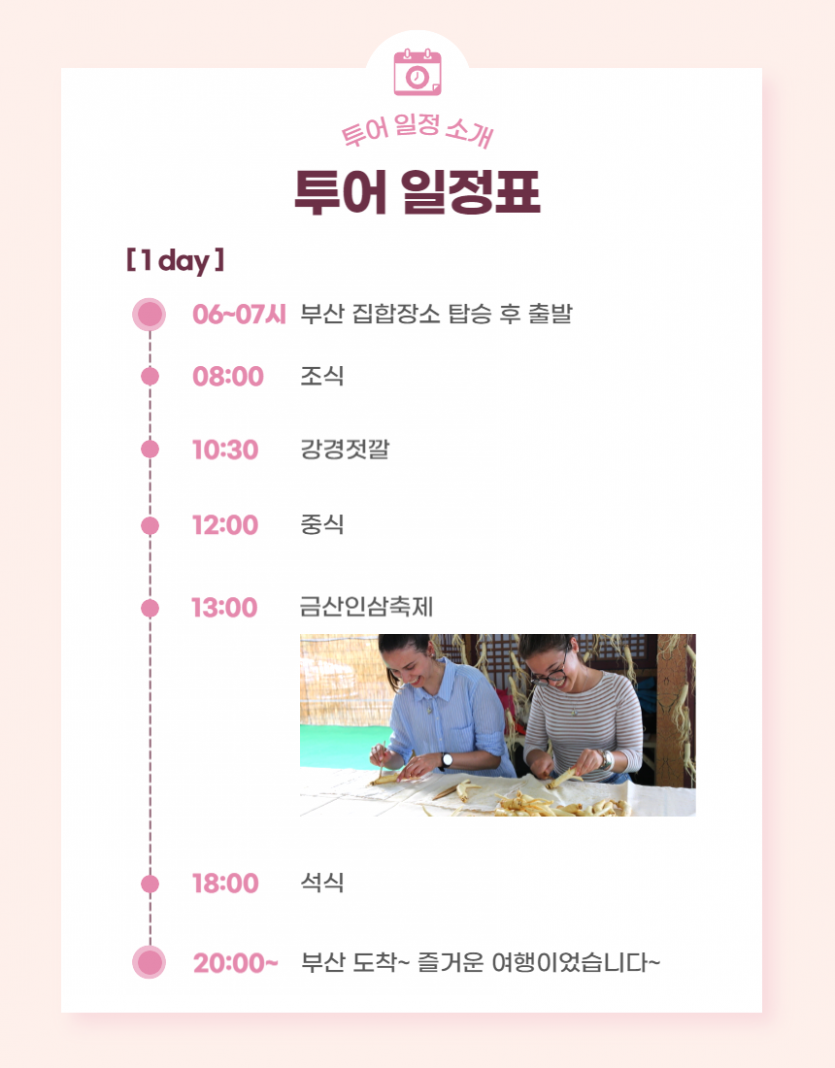 투어 일정 소개
투어 일정표
[ 1 day ]
06~07시 부산 집합장소 탑승 후 출발
08:00 조식
10:30 강경젓깔
12:00 중식
13:00 금산인삼축제
18:00 석식
20:00~ 부산 도착~ 즐거운 여행이었습니다~